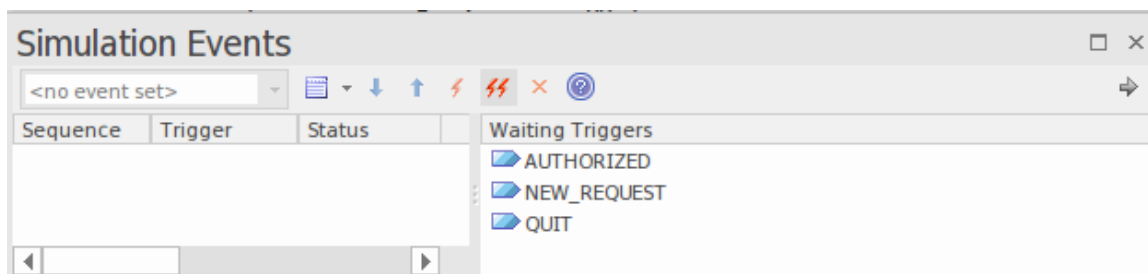 Simulation Events
<no event set>
Sequence Trigger Status
Waiting Triggers
AUTHORIZED
NEW_REQUEST
QUIT